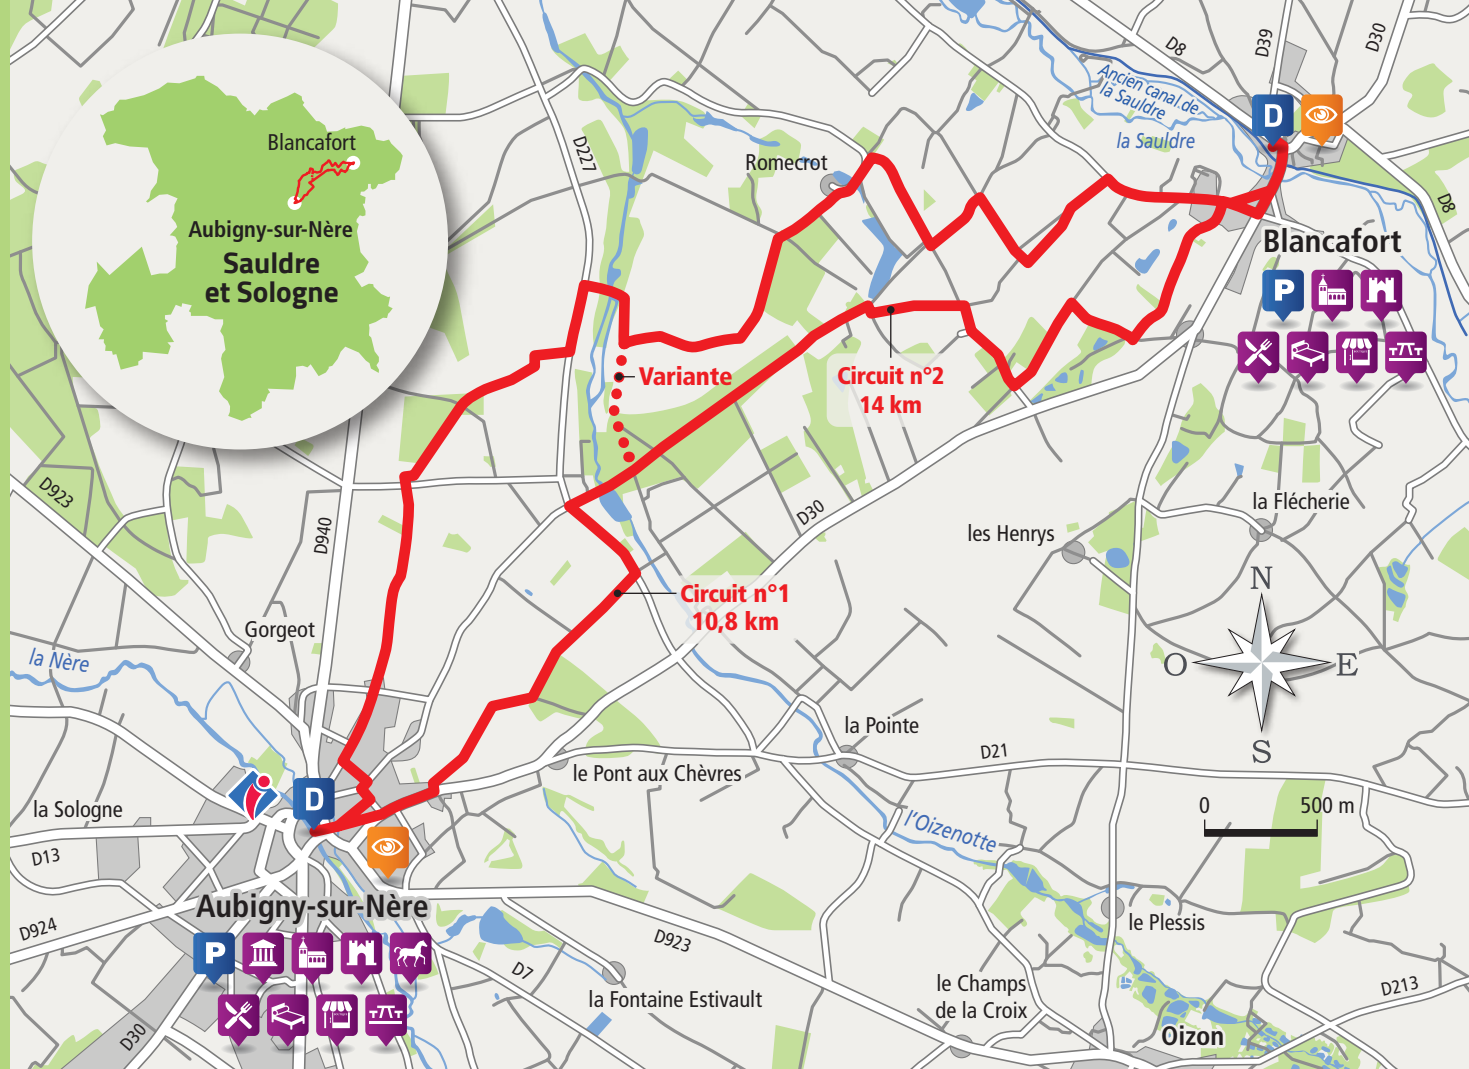 D8
D39
D30
Ancien canal de
la Sauldre
la Sauldre
D
D227
Blancafort
Romecrot
D8
Aubigny-sur-Nère
Sauldre
et Sologne
Blancafort
P
Variante
Circuit n°2
14 km
D923
D940
D30
la Flécherie
les Henrys
N
O
E
S
Circuit n°1
10,8 km
Gorgeot
la Nère
la Pointe
D21
le Pont aux Chèvres
0
500 m
la Sologne
D
i
l'Oizenotte
D13
Aubigny-sur-Nère
D924
P
D923
le Plessis
D7
la Fontaine Estivault
le Champs
de la Croix
D213
D30
Oizon